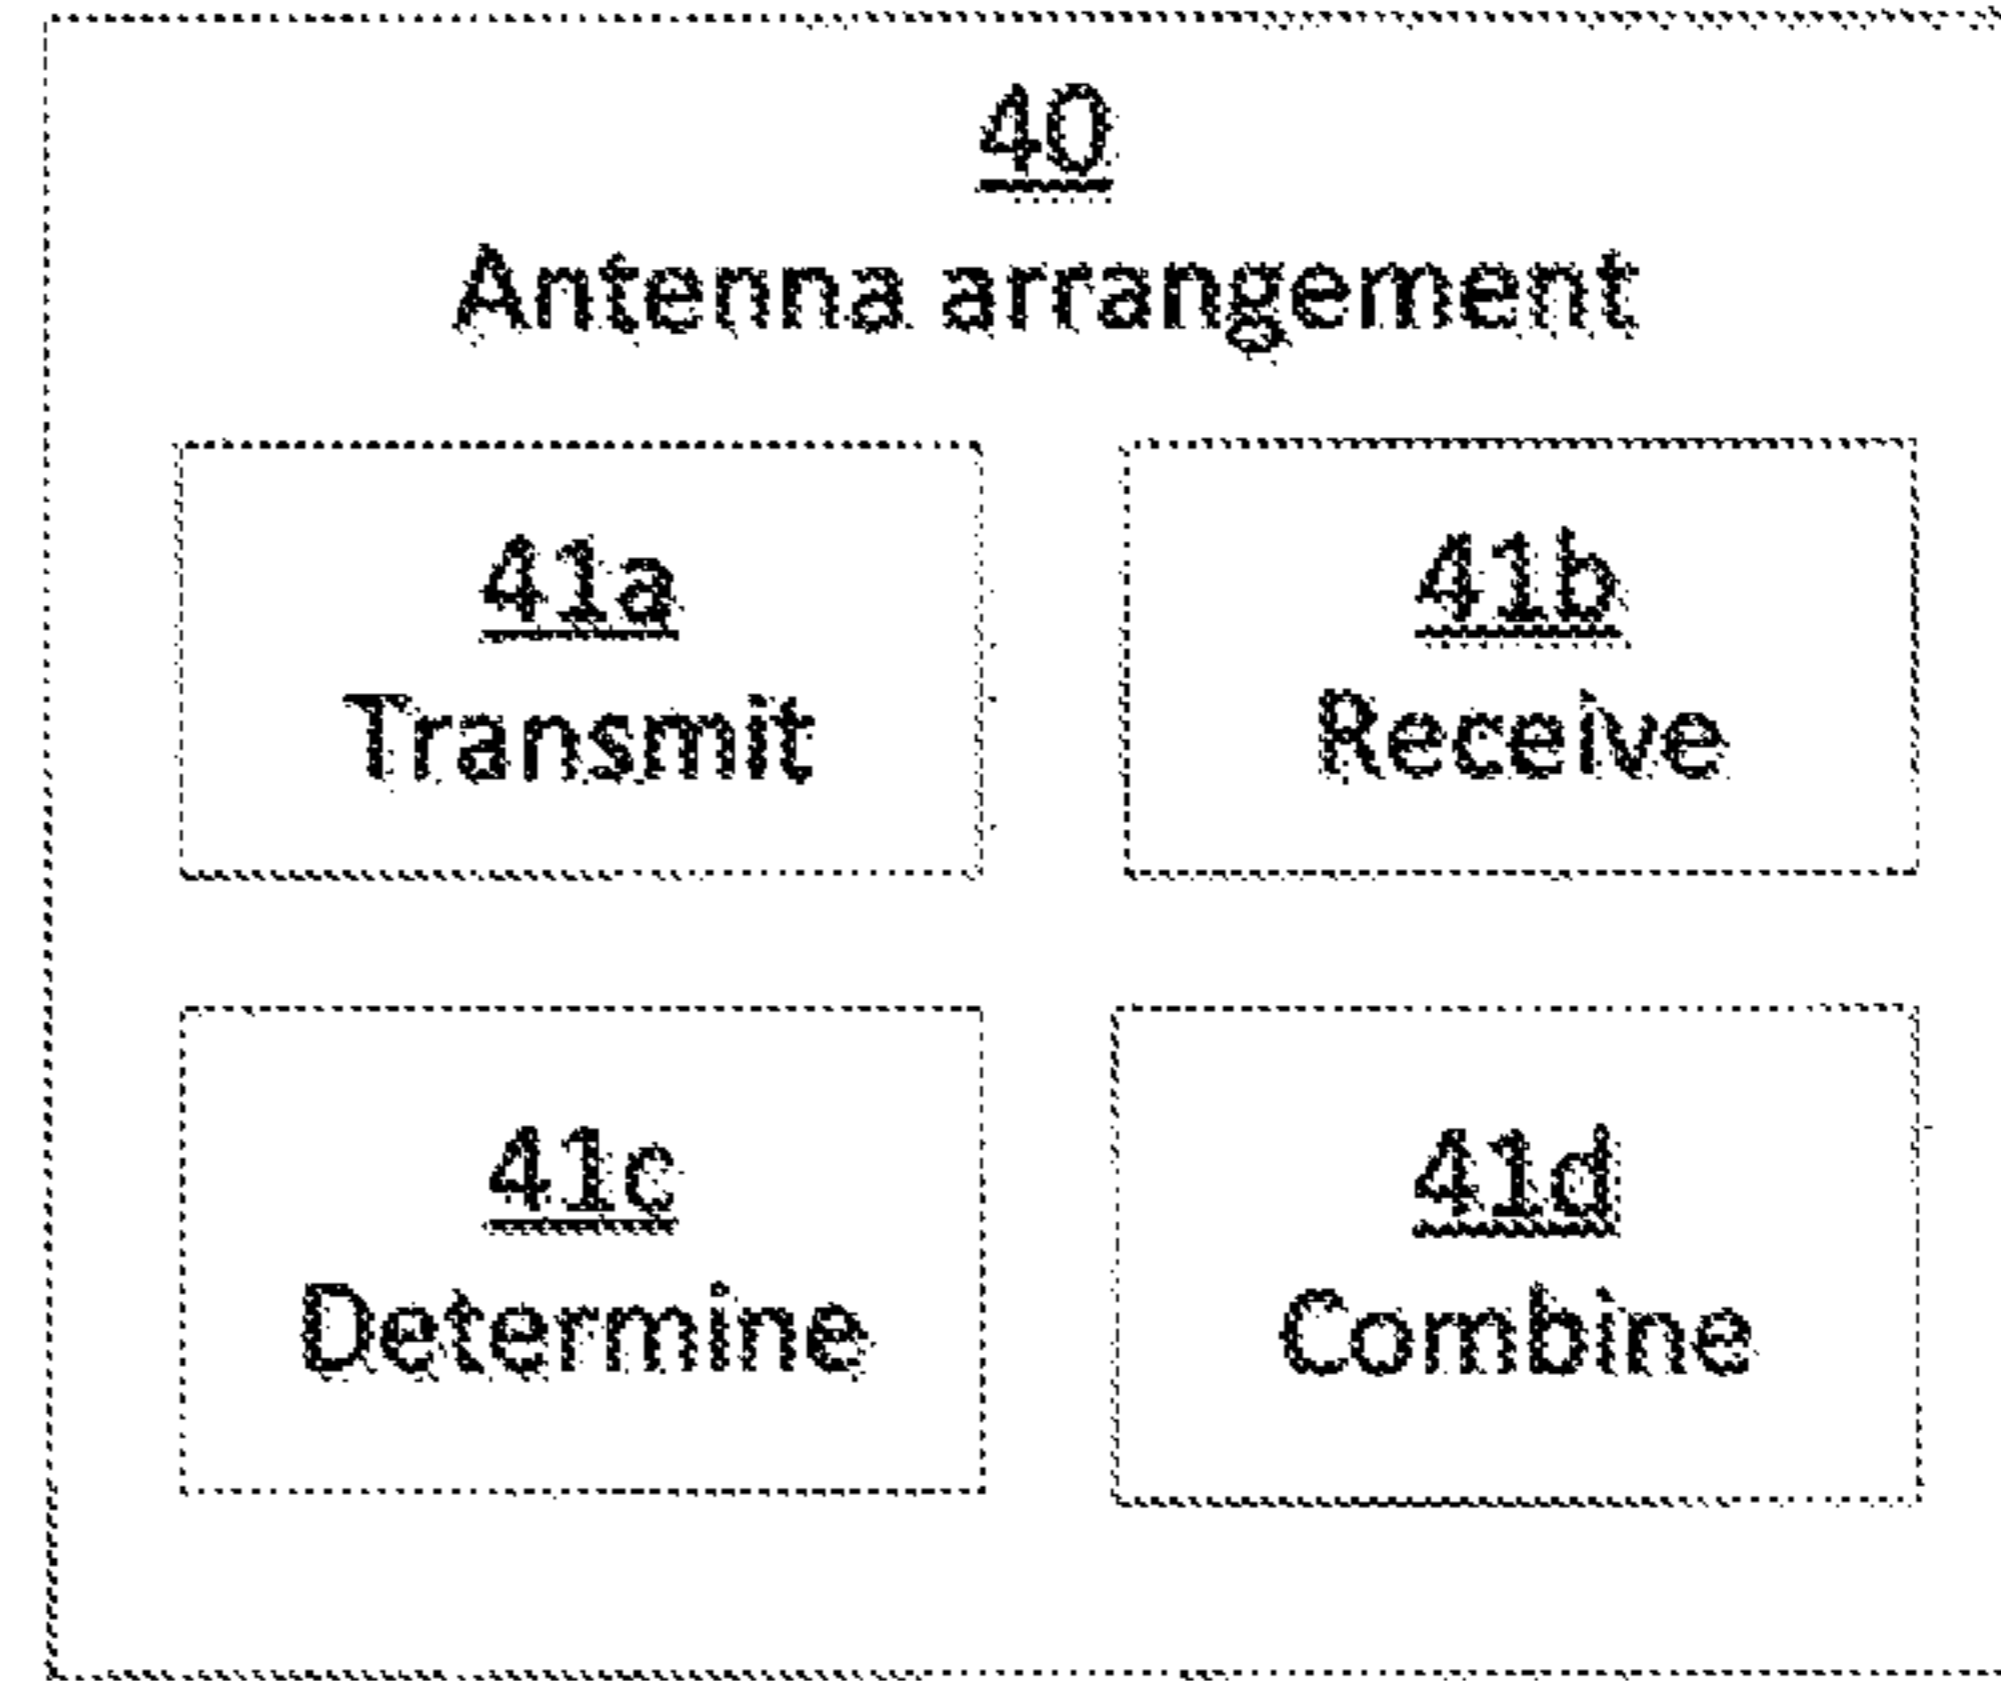 40
Antenna arrangement
41a
Transmit
41b
Receive
41c
Determine
41d
Combine